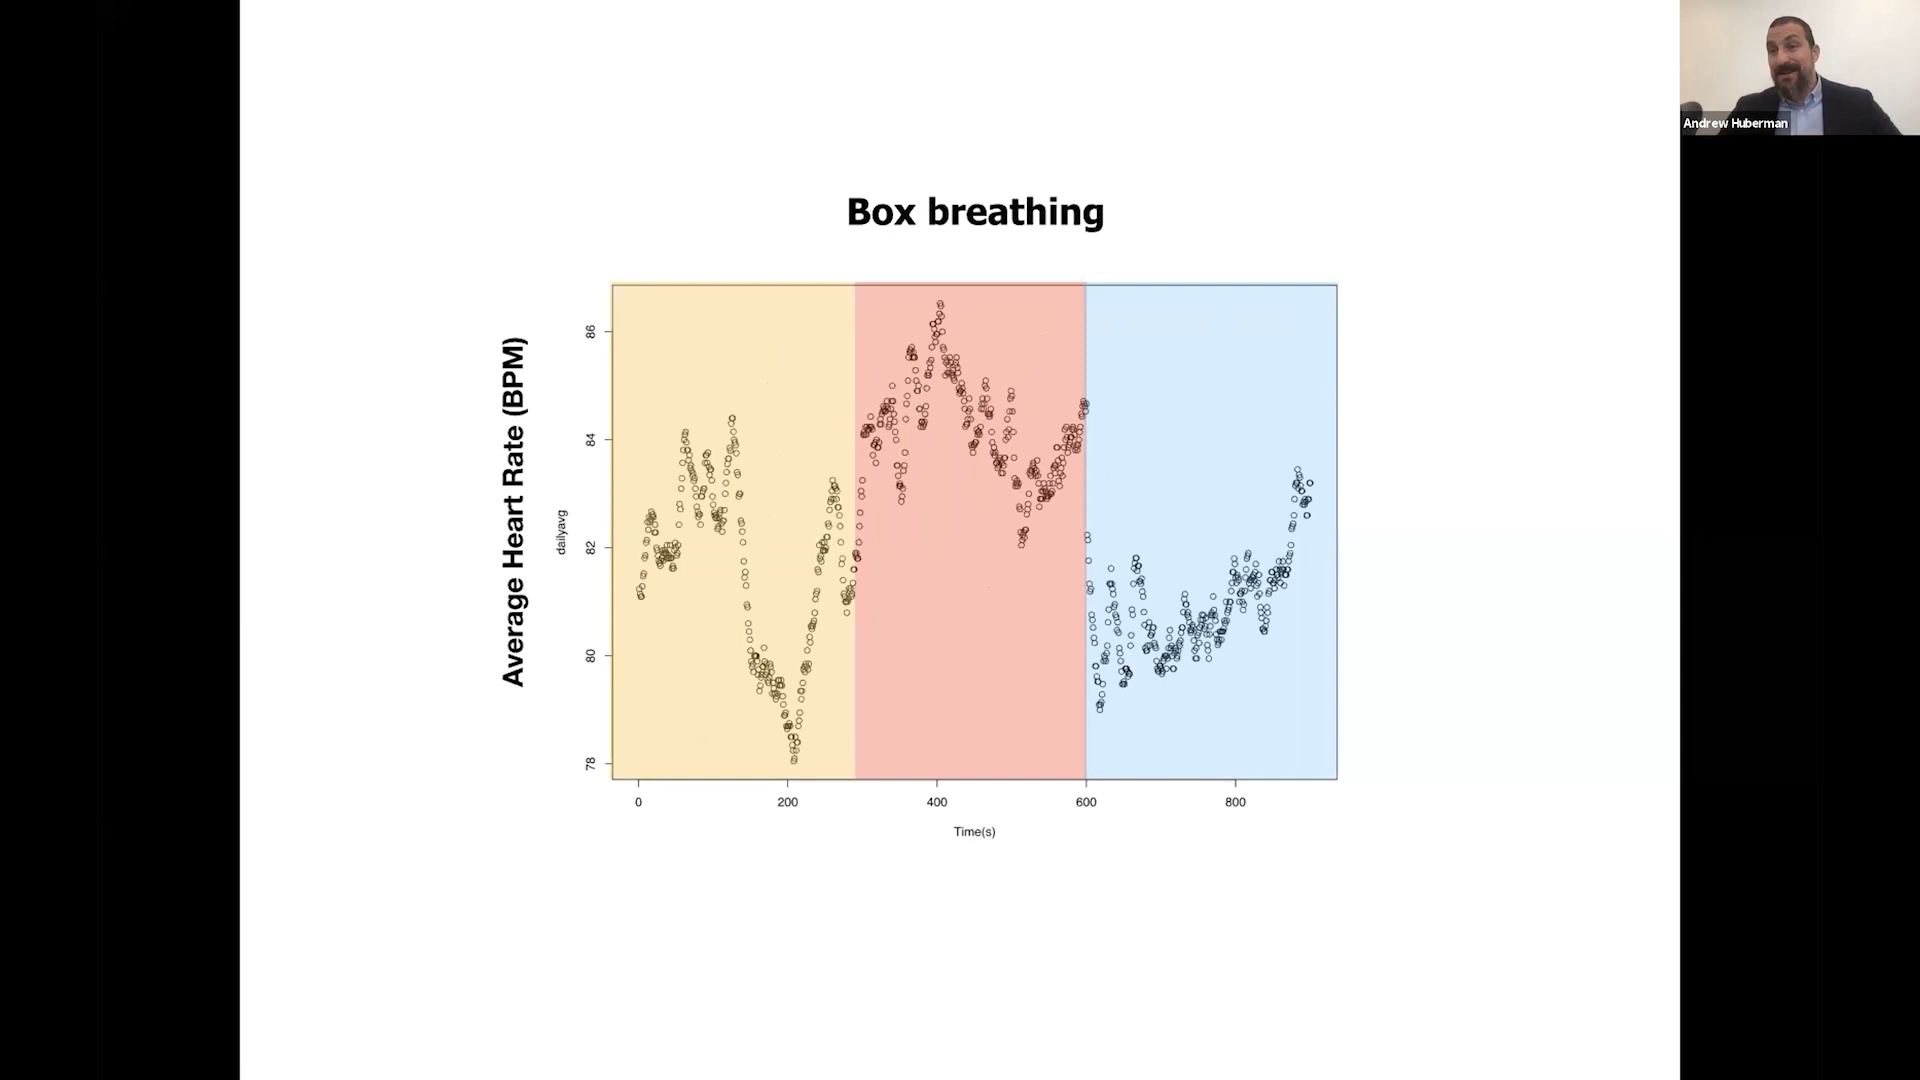 Andrew Huberman
Box breathing
Average Heart Rate (BPM)
dailyavg
86
84
82
80
78
0 200 400 600 800
Time(s)